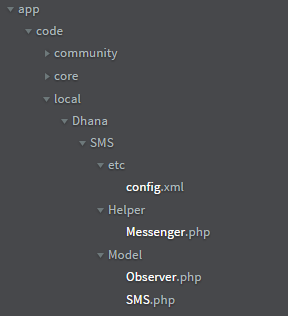 app
code
community
core
local
Dhana
SMS
etc
config.xml
Helper
Messenger.php
Model
Observer.php
SMS.php